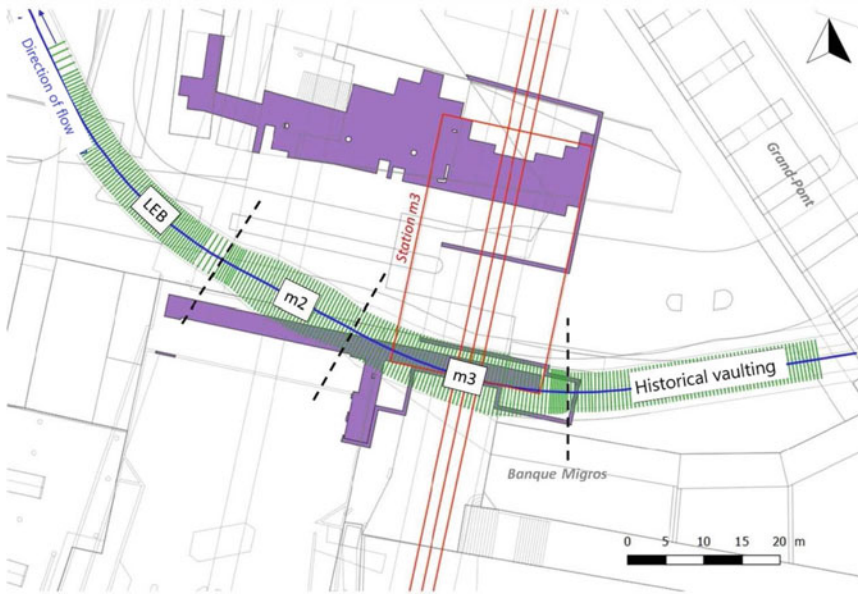 Direction of flow
LEB
m2
Station m3
m3
Historical vaulting
Grand-Pont
Banque Migros
0 5 10 15 20 m